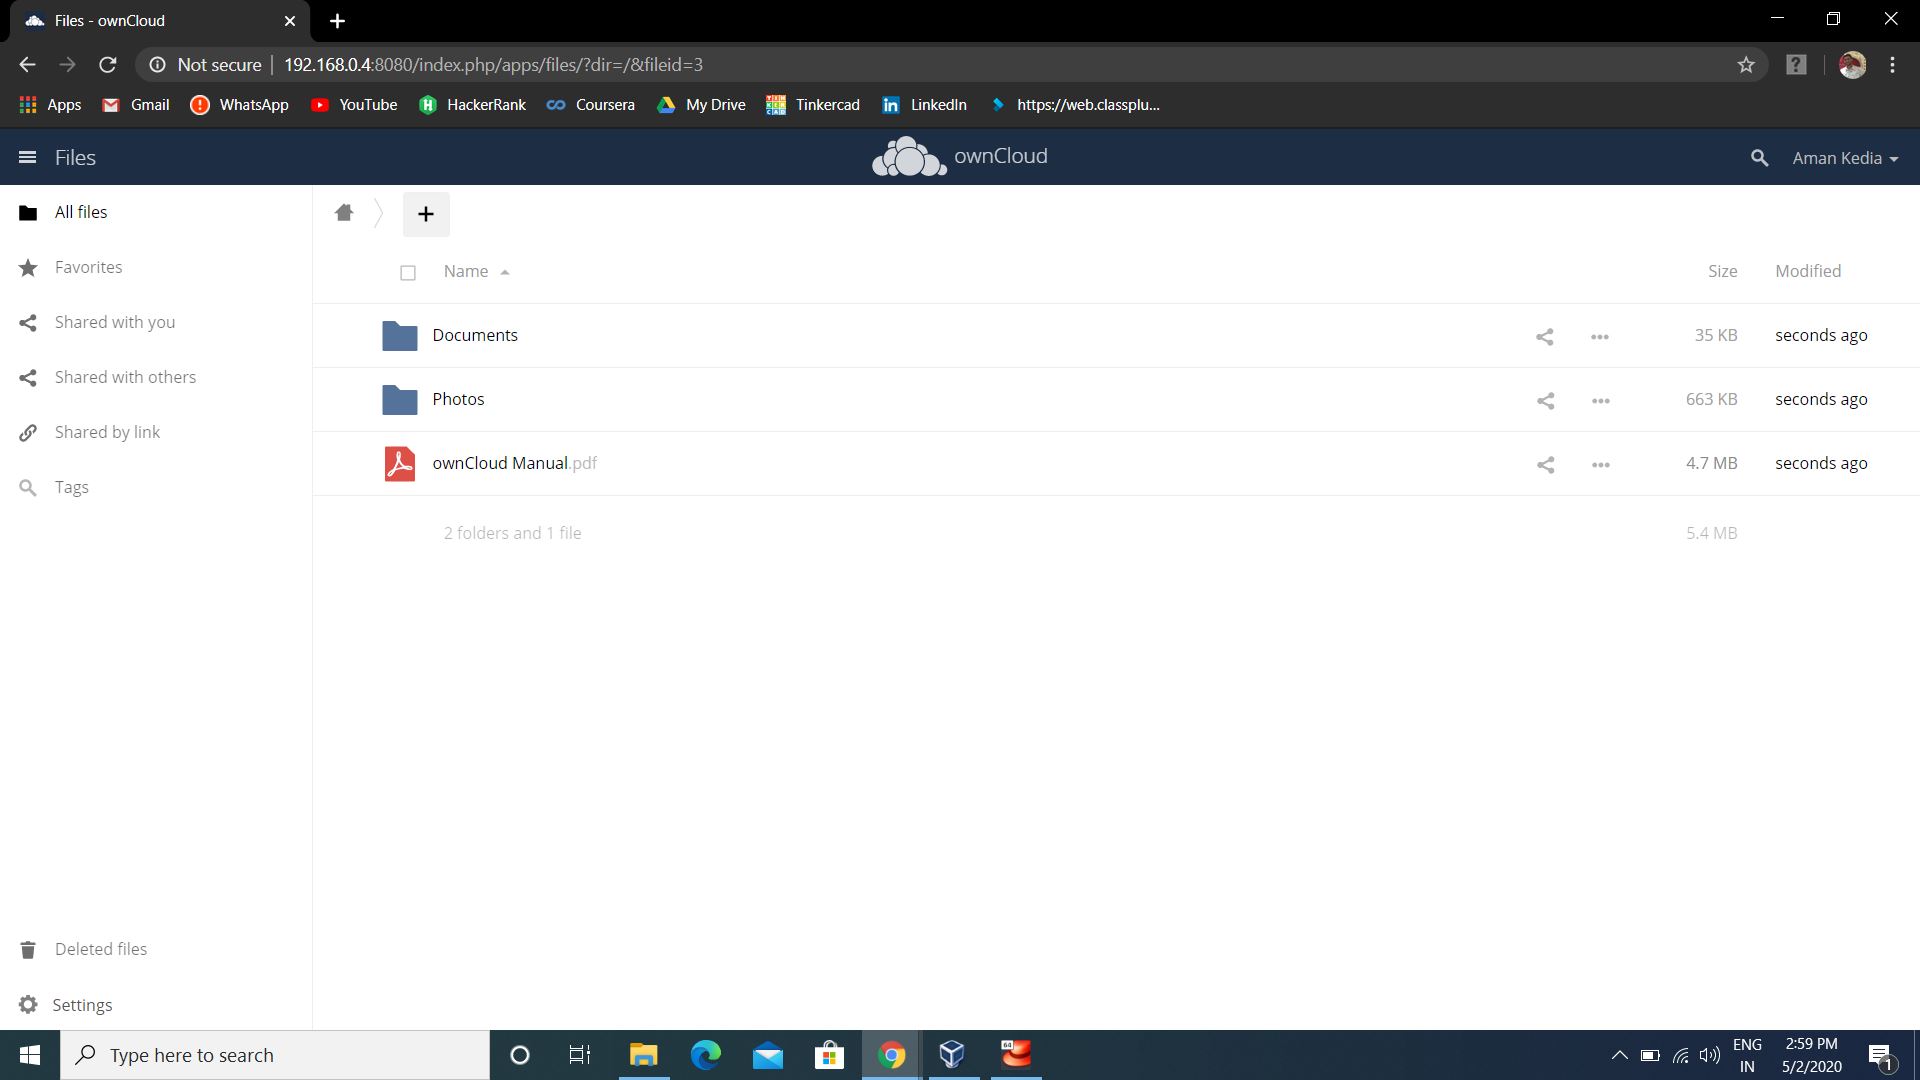 Files - ownCloud
Not secure 192.168.0.4:8080/index.php/apps/files/?dir=/&fileid=3
Apps Gmail WhatsApp YouTube HackerRank Coursera My Drive Tinkercad LinkedIn https://web.classplu...
Files ownCloud Aman Kedia
All files
Favorites
Shared with you
Shared with others
Shared by link
Tags
Deleted files
Settings
Name Size Modified
Documents 35 KB seconds ago
Photos 663 KB seconds ago
ownCloud Manual.pdf 4.7 MB seconds ago
2 folders and 1 file 5.4 MB
Type here to search
64
ENG
IN
2:59 PM
5/2/2020
1